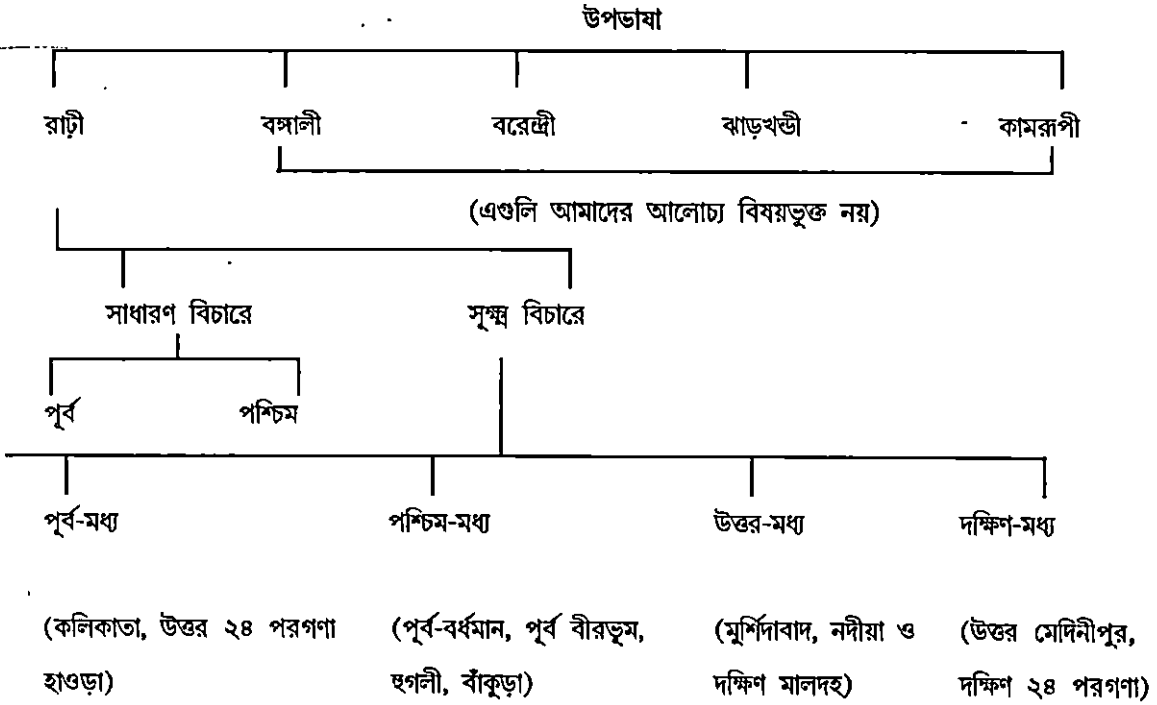 উপভাষা
রাঢ়ী বঙ্গালী বরেন্দ্রী ঝাড়খন্ডী কামরূপী
(এগুলি আমাদের আলোচ্য বিষয়ভুক্ত নয়)
সাধারণ বিচারে সূক্ষ্ম বিচারে
পূর্ব পশ্চিম
পূর্ব-মধ্য পশ্চিম-মধ্য উত্তর-মধ্য দক্ষিণ-মধ্য
(কলিকাতা, উত্তর ২৪ পরগণা (পূর্ব-বর্ধমান, পূর্ব বীরভূম, (মুর্শিদাবাদ, নদীয়া ও (উত্তর মেদিনীপুর,
হাওড়া) হুগলী, বাঁকুড়া) দক্ষিণ মালদহ) দক্ষিণ ২৪ পরগণা)